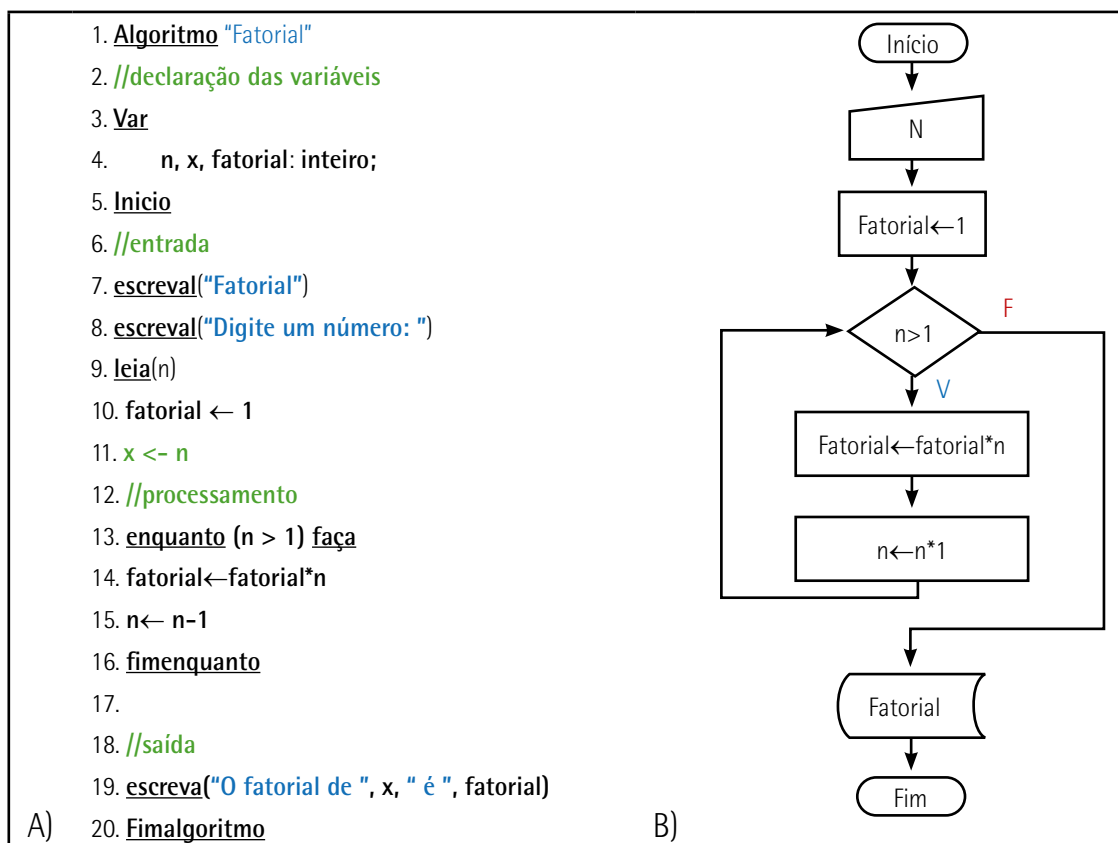 1. Algoritmo “Fatorial”
2. //declaração das variáveis
3. Var
4. n, x, fatorial: inteiro;
5. Inicio
6. //entrada
7. escreval(“Fatorial”)
8. escreval(“Digite um número: ”)
9. leia(n)
10. fatorial ← 1
11. x <- n
12. //processamento
13. enquanto (n > 1) faça
14. fatorial←fatorial*n
15. n← n-1
16. fimenquanto
17.
18. //saída
19. escreva(“O fatorial de ”, x, “ é ”, fatorial)
20. Fimalgoritmo
A)
Início
N
Fatorial←1
n>1
F
V
Fatorial←fatorial*n
n←n*1
Fatorial
Fim
B)